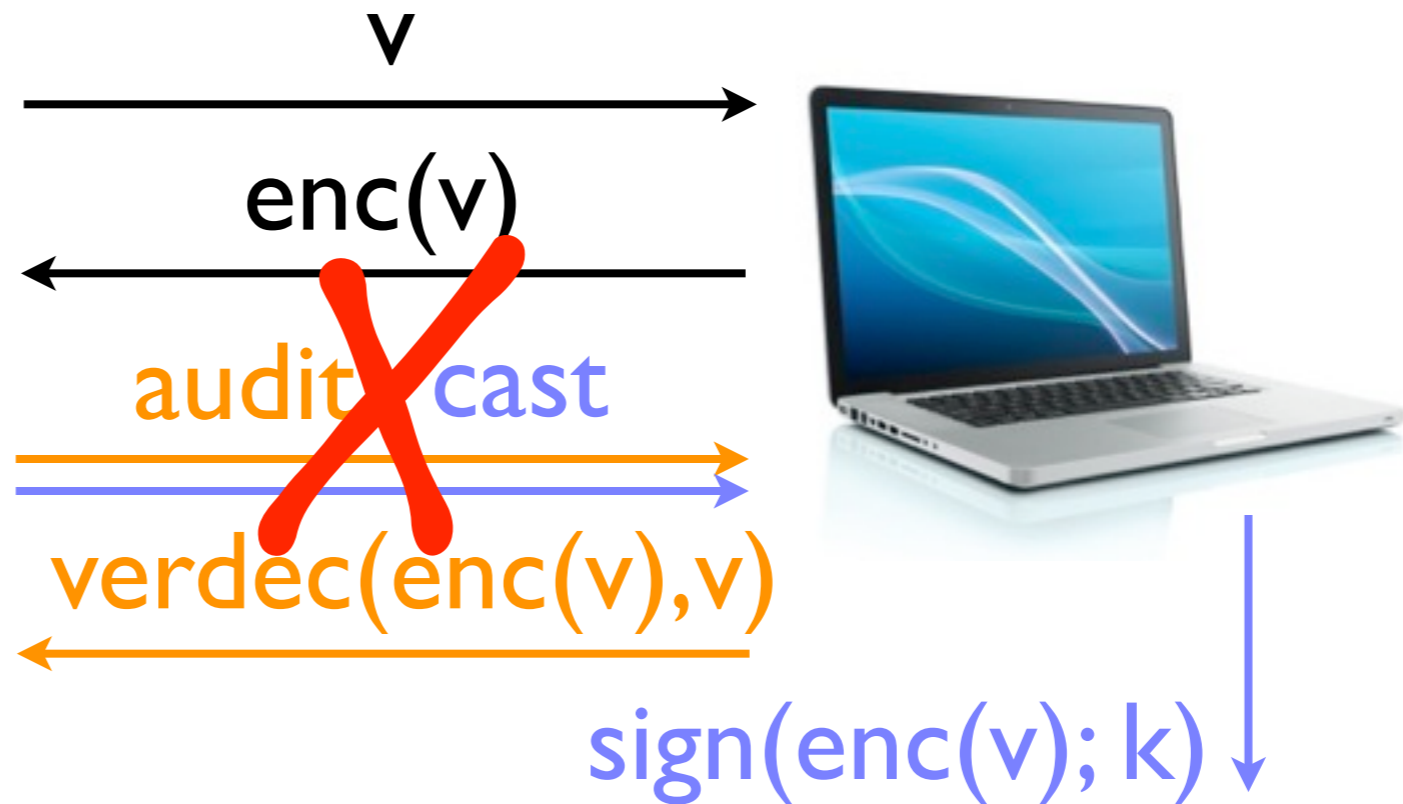 v
enc(v)
audit cast
verdec(enc(v),v)
sign(enc(v); k)